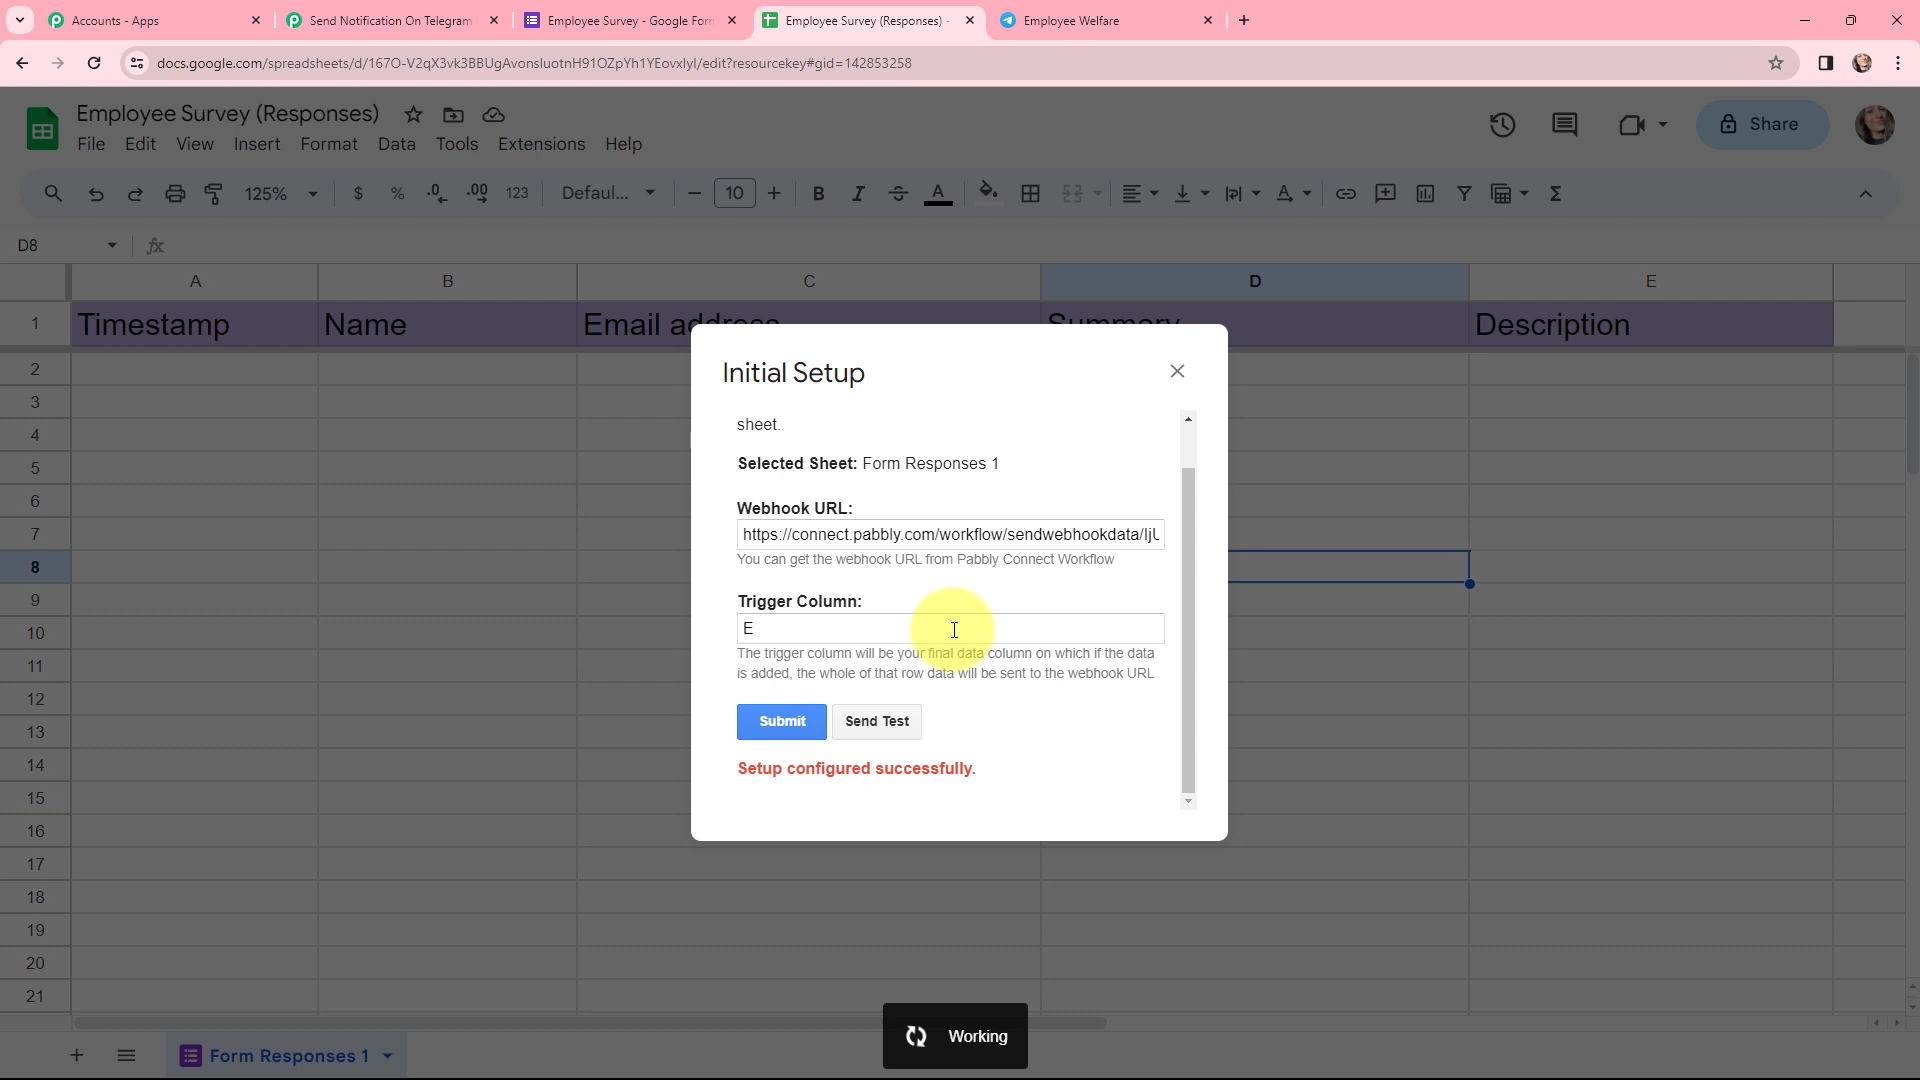 Accounts - Apps
Send Notification On Telegram
Employee Survey - Google Forn
Employee Survey (Responses) -
Employee Welfare
docs.google.com/spreadsheets/d/167O-V2qX3vk3BBUgAvonsluotnH91OZpYh1YEovxlyl/edit?resourcekey#gid=142853258
Employee Survey (Responses)
File Edit View Insert Format Data Tools Extensions Help
Share
125% $ % .0 .00 123 Defaul... 10
D8
A B C D E
1 Timestamp Name Email address Summary Description
2
3
4
5
6
7
8
9
10
11
12
13
14
15
16
17
18
19
20
21
Initial Setup
sheet.
Selected Sheet: Form Responses 1
Webhook URL:
https://connect.pabbly.com/workflow/sendwebhookdata/IjU
You can get the webhook URL from Pabbly Connect Workflow
Trigger Column:
E
The trigger column will be your final data column on which if the data
is added, the whole of that row data will be sent to the webhook URL
Submit Send Test
Setup configured successfully.
Working
Form Responses 1